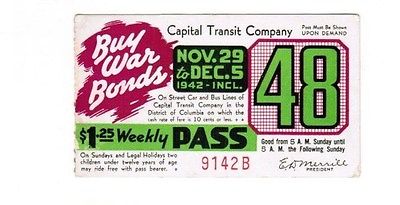 Buy
War
Bonds
Capital Transit Company
Pass Must Be Shown
UPON DEMAND
NOV. 29
to DEC. 5
1942 - INCL.
48
On Street Car and Bus Lines of
Capital Transit Company in the
District of Columbia on which the
cash rate of fare is 10 cents or less.
$1.25 Weekly PASS
Good from 5 A. M. Sunday until
5 A. M. the following Sunday
On Sundays and Legal Holidays two
children under twelve years of age
may ride free with pass bearer.
9142B
E.D. Merrill
PRESIDENT